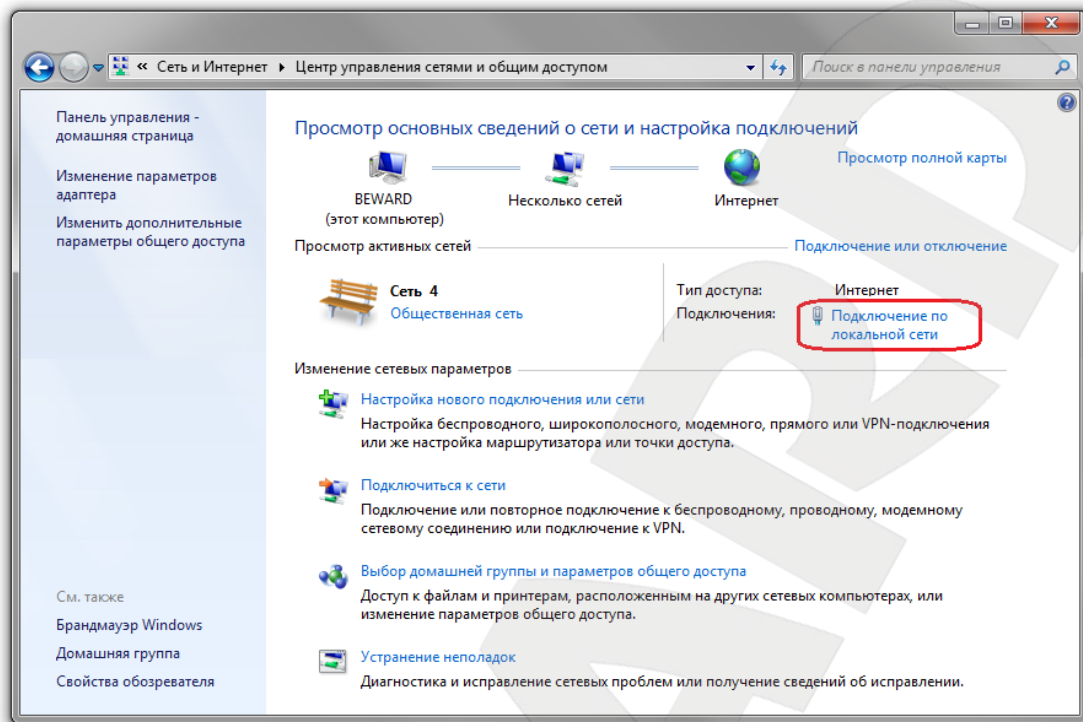 « Сеть и Интернет ▸ Центр управления сетями и общим доступом
Поиск в панели управления
Панель управления -
домашняя страница
Изменение параметров
адаптера
Изменить дополнительные
параметры общего доступа
См. также
Брандмауэр Windows
Домашняя группа
Свойства обозревателя
Просмотр основных сведений о сети и настройка подключений
Просмотр полной карты
BEWARD
(этот компьютер)
Несколько сетей
Интернет
Просмотр активных сетей
Подключение или отключение
Сеть 4
Общественная сеть
Тип доступа: Интернет
Подключения: Подключение по
локальной сети
Изменение сетевых параметров
Настройка нового подключения или сети
Настройка беспроводного, широкополосного, модемного, прямого или VPN-подключения
или же настройка маршрутизатора или точки доступа.
Подключиться к сети
Подключение или повторное подключение к беспроводному, проводному, модемному
сетевому соединению или подключение к VPN.
Выбор домашней группы и параметров общего доступа
Доступ к файлам и принтерам, расположенным на других сетевых компьютерах, или
изменение параметров общего доступа.
Устранение неполадок
Диагностика и исправление сетевых проблем или получение сведений об исправлении.